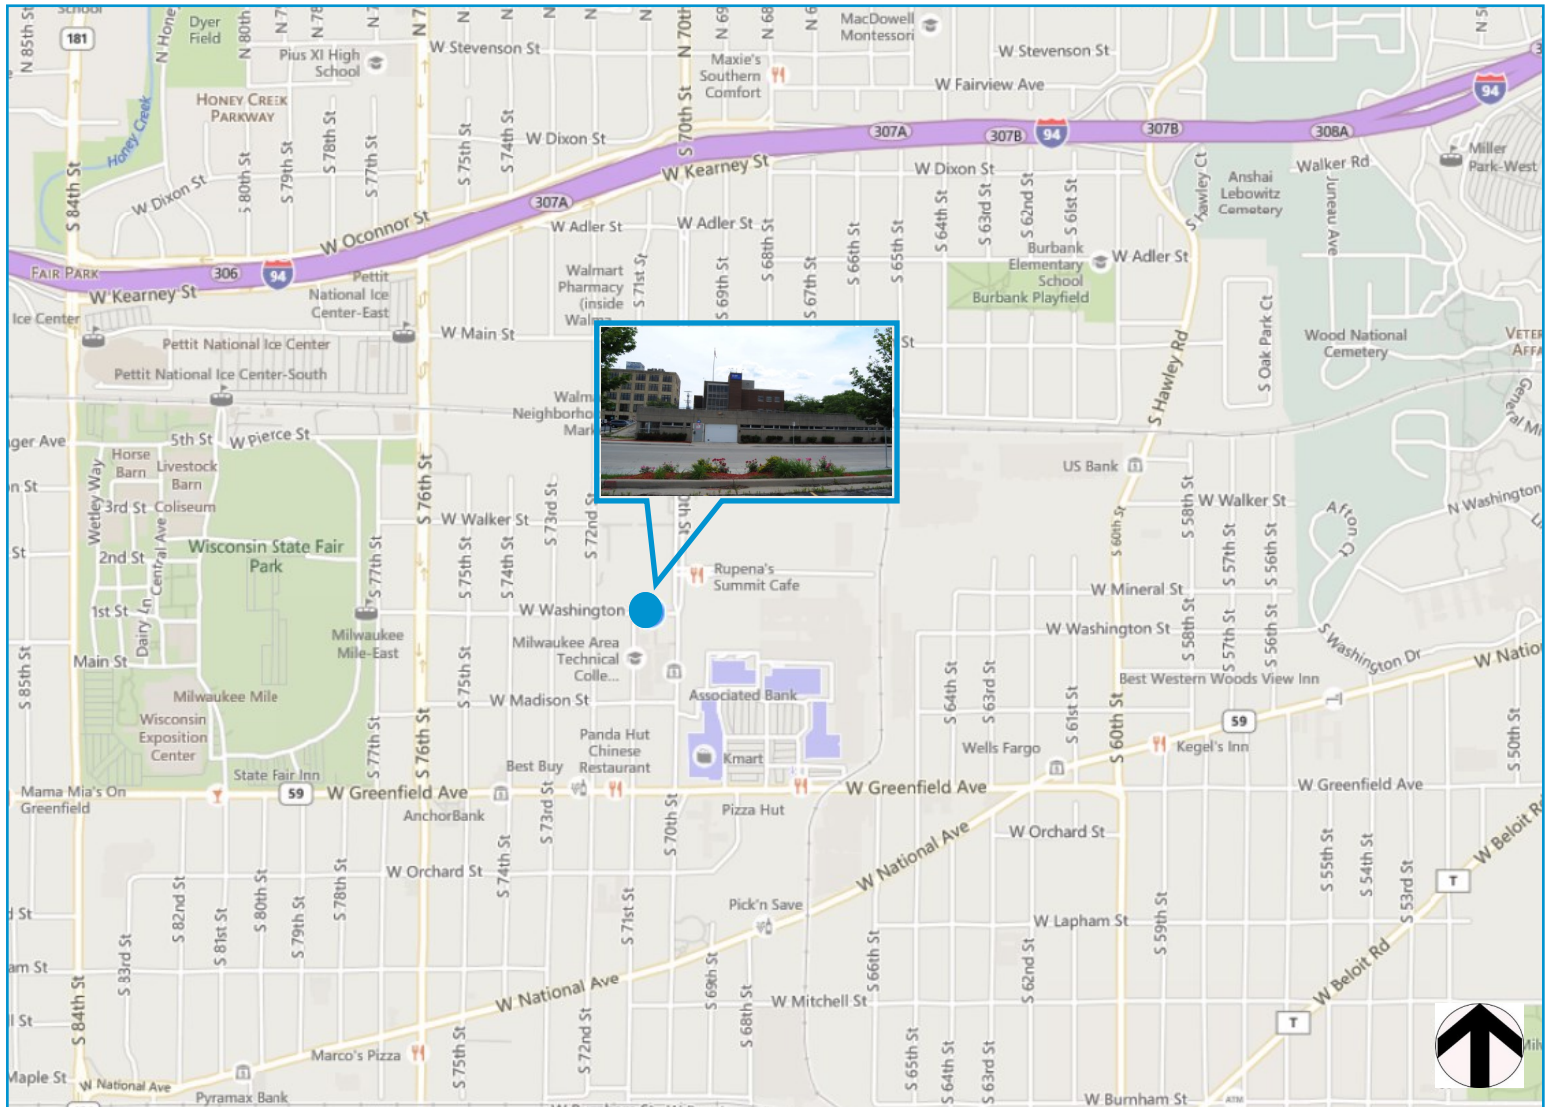 School
181
N 85th St
N Honey
Dyer
Field
N 80th
N 78
Pius XI High
School
HONEY CREEK
PARKWAY
Honey Creek
W Stevenson St
N 70th
N 69
N 68
MacDowell
Montessori
Maxie's
Southern
Comfort
W Stevenson St
W Fairview Ave
94
S 84th St
S 80th St
S 79th St
S 78th St
S 77th St
S 75th St
S 74th St
W Dixon St
S 70th St
307A
307B
94
307B
308A
W Dixon St
W Kearney St
W Dixon St
S Hawley Ct
Walker Rd
Miller
Park-West
Anshai
Lebowitz
Cemetery
Juneau Ave
307A
W Oconnor St
W Adler St
W Adler St
S 71st St
S 69th St
S 68th St
S 67th St
S 66th St
S 65th St
S 64th St
S 63rd St
S 62nd St
S 61st St
W Adler St
FAIR PARK
306
94
W Kearney St
Pettit
National Ice
Center-East
Walmart
Pharmacy
(inside
Burbank
Elementary
School
Burbank Playfield
Ice Center
Pettit National Ice Center
Pettit National Ice Center-South
W Main St
St
S Hawley Rd
S Oak Park Ct
Wood National
Cemetery
5th St
W Pierce St
Horse
Barn
Livestock
Barn
3rd St
Coliseum
Wetley Way
Central Ave
2nd St
Wisconsin State Fair
Park
1st St
Dairy Ln
Main St
S 76th St
S 77th St
W Walker St
S 75th St
S 74th St
S 73rd St
S 72nd St
US Bank
S 60th St
S 58th St
W Walker St
S 57th St
S 56th St
Afton Ct
N Washington
Rupena's
Summit Cafe
W Mineral St
W Washington
Milwaukee
Mile-East
Milwaukee Area
Technical
Colle...
W Washington St
S 58th St
S 57th St
S 56th St
S Washington Dr
S 85th St
S 75th St
W Madison St
Associated Bank
S 64th St
S 63rd St
Best Western Woods View Inn
Milwaukee Mile
Wisconsin
Exposition
Center
S 77th St
S 76th St
Panda Hut
Chinese
Restaurant
Kmart
S 61st St
S 60th St
59
S 50th St
Wells Fargo
Kegel's Inn
State Fair Inn
Best Buy
Mama Mia's On
Greenfield
59
W Greenfield Ave
AnchorBank
S 73rd St
S 70th St
Pizza Hut
W Greenfield Ave
W Greenfield Ave
W Orchard St
S 74th St
W National Ave
W Orchard St
S 55th St
S 54th St
S 53rd St
T
W Beloit Rd
S 83rd St
S 82nd St
S 81st St
S 80th St
S 79th St
S 78th St
S 71st St
Pick'n Save
S 66th St
W Lapham St
S 62nd St
S 59th St
W Beloit Rd
S 84th St
W National Ave
S 69th St
S 68th St
W Mitchell St
T
Maple St
W National Ave
Pyramax Bank
Marco's Pizza
S 75th St
S 72nd St
S 65th St
S 64th St
S 63rd St
W Burnham St
ATM